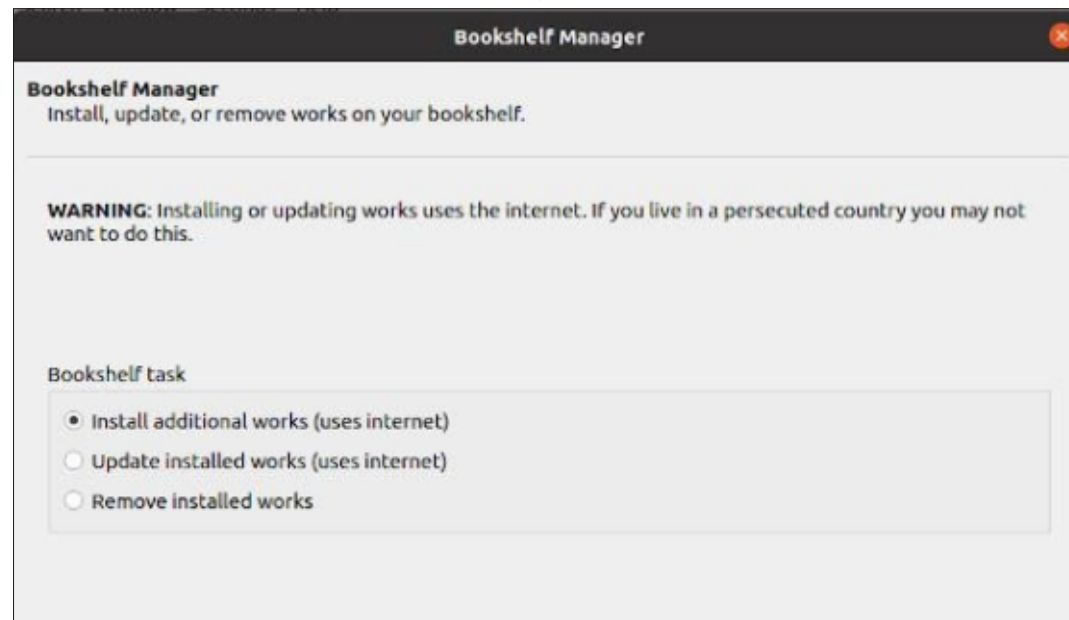 Bookshelf Manager
Bookshelf Manager
Install, update, or remove works on your bookshelf.
WARNING: Installing or updating works uses the internet. If you live in a persecuted country you may not
want to do this.
Bookshelf task
Install additional works (uses internet)
Update installed works (uses internet)
Remove installed works